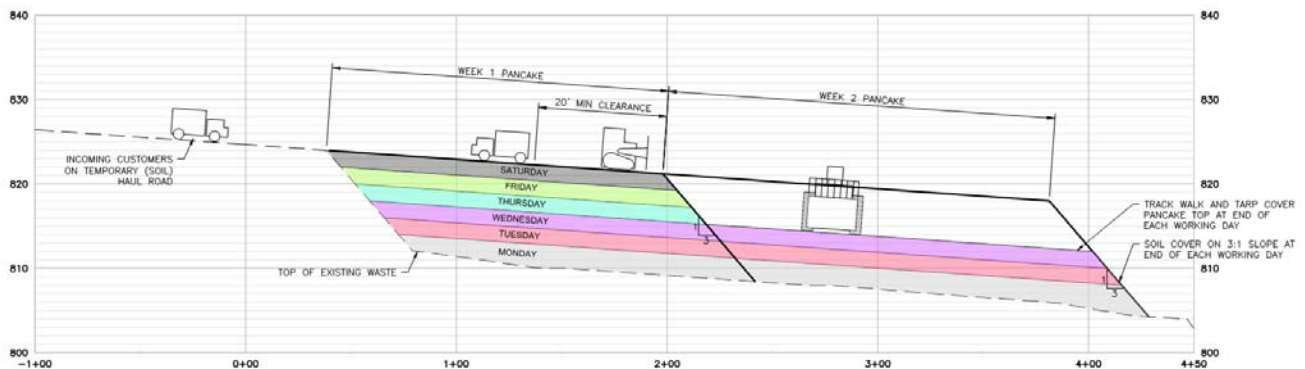 840
840
WEEK 1 PANCAKE
830
20' MIN CLEARANCE
WEEK 2 PANCAKE
830
INCOMING CUSTOMERS
ON TEMPORARY (SOIL)
HAUL ROAD
820
SATURDAY
FRIDAY
THURSDAY
WEDNESDAY
TUESDAY
MONDAY
1
3
820
TRACK WALK AND TARP COVER
PANCAKE TOP AT END OF
EACH WORKING DAY
SOIL COVER ON 3:1 SLOPE AT
END OF EACH WORKING DAY
1
3
810
TOP OF EXISTING WASTE
810
800
800
-1+00
0+00
1+00
2+00
3+00
4+00
4+50